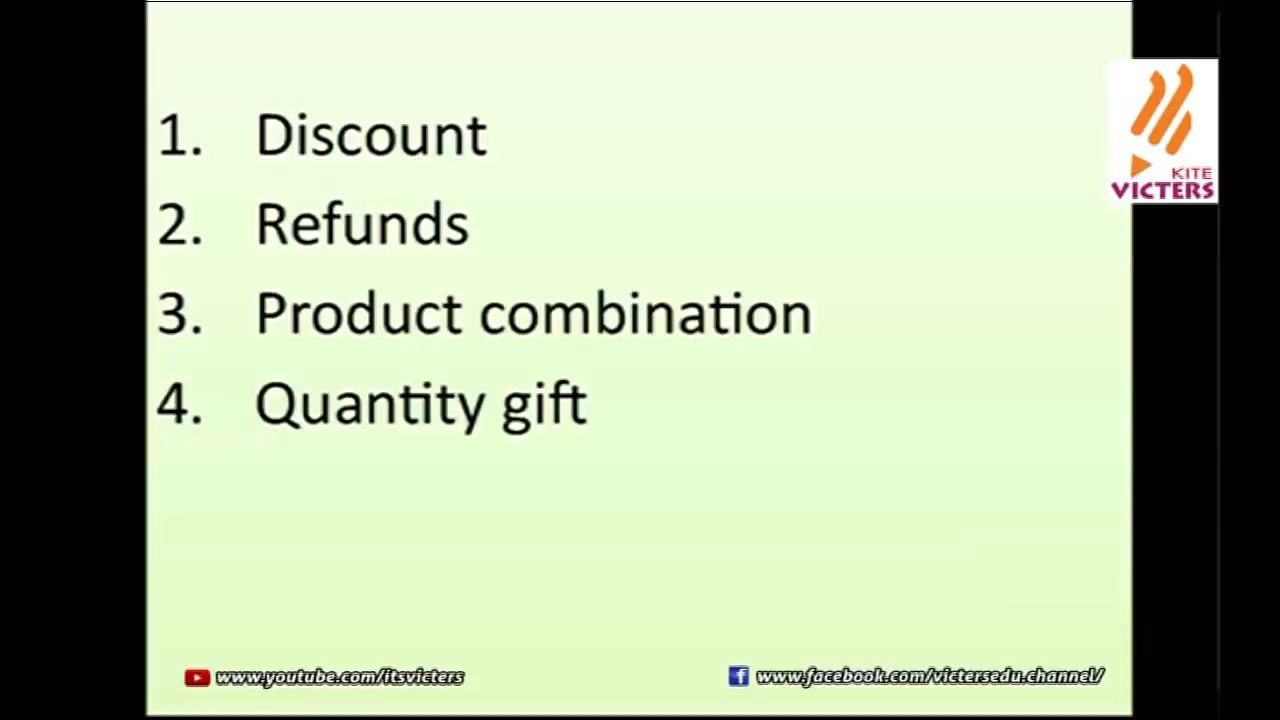 1. Discount
2. Refunds
3. Product combination
4. Quantity gift
KITE
VICTERS
www.youtube.com/itsvicters
www.facebook.com/victersedu.channel/